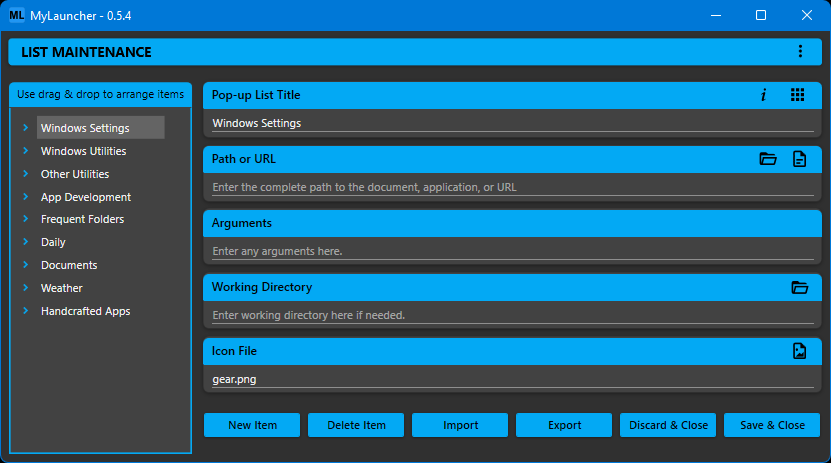 ML MyLauncher - 0.5.4
LIST MAINTENANCE
Use drag & drop to arrange items
Windows Settings
Windows Utilities
Other Utilities
App Development
Frequent Folders
Daily
Documents
Weather
Handcrafted Apps
Pop-up List Title
i
Windows Settings
Path or URL
Enter the complete path to the document, application, or URL
Arguments
Enter any arguments here.
Working Directory
Enter working directory here if needed.
Icon File
gear.png
New Item
Delete Item
Import
Export
Discard & Close
Save & Close